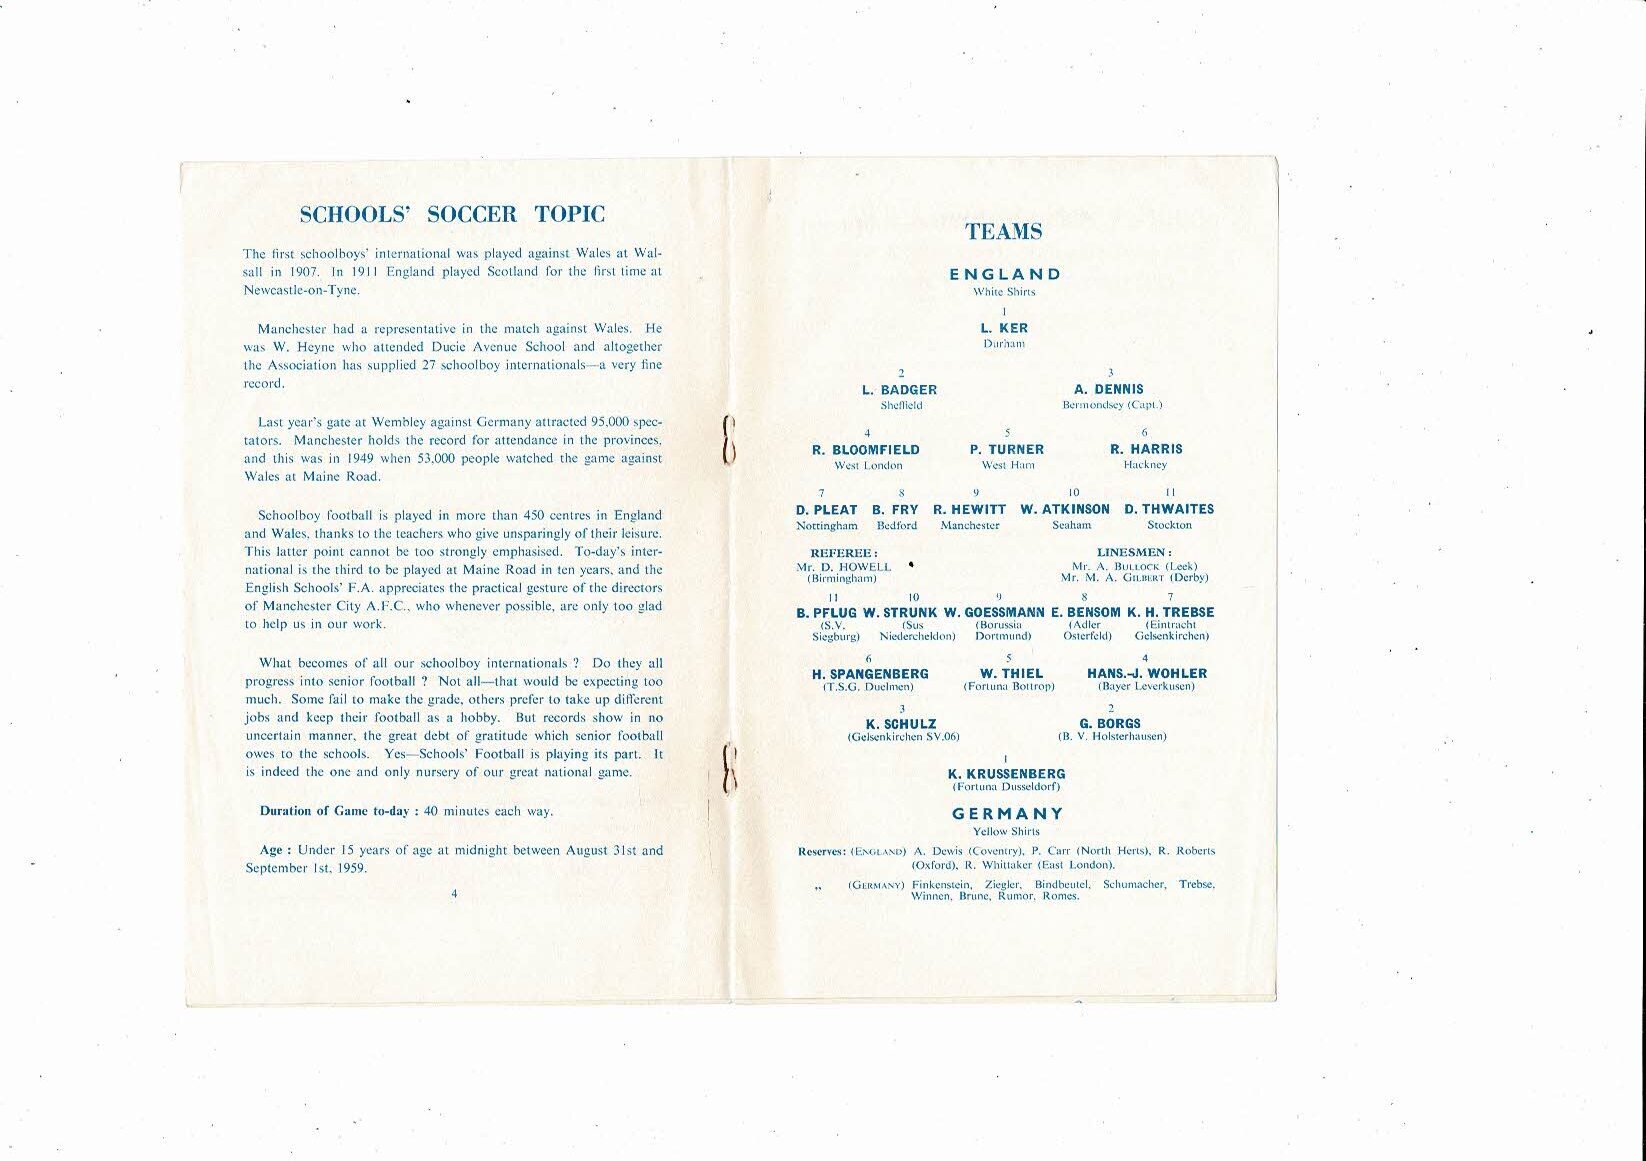 SCHOOLS' SOCCER TOPIC
The first schoolboys' international was played against Wales at Wal-
sall in 1907. In 1911 England played Scotland for the first time at
Newcastle-on-Tyne.
Manchester had a representative in the match against Wales. He
was W. Heyne who attended Ducie Avenue School and altogether
the Association has supplied 27 schoolboy internationals—a very fine
record.
Last year's gate at Wembley against Germany attracted 95,000 spec-
tators. Manchester holds the record for attendance in the provinces,
and this was in 1949 when 53,000 people watched the game against
Wales at Maine Road.
Schoolboy football is played in more than 450 centres in England
and Wales, thanks to the teachers who give unsparingly of their leisure.
This latter point cannot be too strongly emphasised. To-day's inter-
national is the third to be played at Maine Road in ten years, and the
English Schools' F.A. appreciates the practical gesture of the directors
of Manchester City A.F.C., who whenever possible, are only too glad
to help us in our work.
What becomes of all our schoolboy internationals ? Do they all
progress into senior football ? Not all—that would be expecting too
much. Some fail to make the grade, others prefer to take up different
jobs and keep their football as a hobby. But records show in no
uncertain manner, the great debt of gratitude which senior football
owes to the schools. Yes—Schools' Football is playing its part. It
is indeed the one and only nursery of our great national game.
Duration of Game to-day : 40 minutes each way.
Age : Under 15 years of age at midnight between August 31st and
September 1st, 1959.
4
TEAMS
ENGLAND
White Shirts
1
L. KER
Durham
2 3
L. BADGER A. DENNIS
Sheffield Bermondsey (Capt.)
4 5 6
R. BLOOMFIELD P. TURNER R. HARRIS
West London West Ham Hackney
7 8 9 10 11
D. PLEAT B. FRY R. HEWITT W. ATKINSON D. THWAITES
Nottingham Bedford Manchester Seaham Stockton
REFEREE : LINESMEN :
Mr. D. HOWELL Mr. A. BULLOCK (Leek)
(Birmingham) Mr. M. A. GILBERT (Derby)
11 10 9 8 7
B. PFLUG W. STRUNK W. GOESSMANN E. BENSOM K. H. TREBSE
(S.V. (Sus (Borussia (Adler (Eintracht
Siegburg) Niederscheldon) Dortmund) Osterfeld) Gelsenkirchen)
6 5 4
H. SPANGENBERG W. THIEL HANS.-J. WOHLER
(T.S.G. Duelmen) (Fortuna Bottrop) (Bayer Leverkusen)
3 2
K. SCHULZ G. BORGS
(Gelsenkirchen SV.06) (B. V. Holsterhausen)
1
K. KRUSSENBERG
(Fortuna Dusseldorf)
GERMANY
Yellow Shirts
Reserves: (ENGLAND) A. Dewis (Coventry), P. Carr (North Herts), R. Roberts
(Oxford), R. Whittaker (East London).
,, (GERMANY) Finkenstein, Ziegler, Bindbeutel, Schumacher, Trebse,
Winnen, Brune, Rumor, Romes.